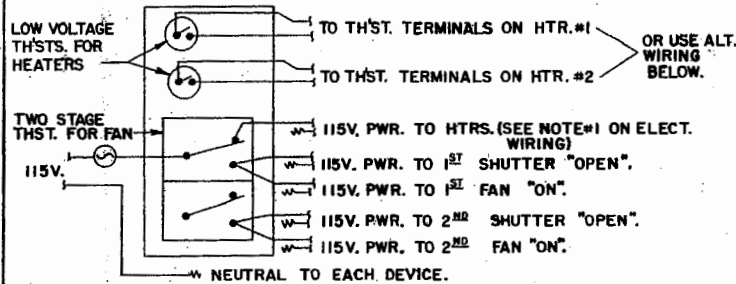 LOW VOLTAGE
TH'STS. FOR
HEATERS
TO TH'ST. TERMINALS ON HTR.#1
TO TH'ST. TERMINALS ON HTR. #2
OR USE ALT.
WIRING
BELOW.
TWO STAGE
THST. FOR FAN
115V.
115V. PWR. TO HTRS.(SEE NOTE#1 ON ELECT.
WIRING)
115V. PWR. TO 1ST SHUTTER "OPEN".
115V. PWR. TO 1ST FAN "ON".
115V. PWR. TO 2ND SHUTTER "OPEN".
115V. PWR. TO 2ND FAN "ON".
NEUTRAL TO EACH DEVICE.